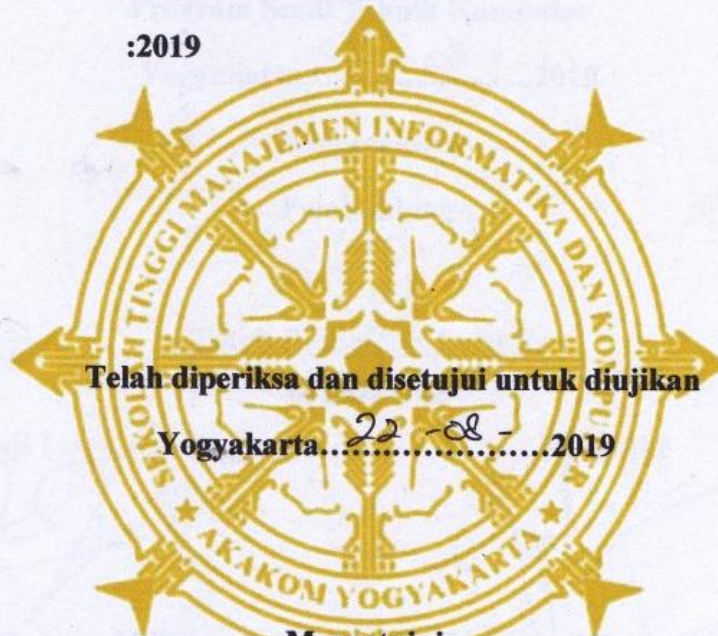 :2019
SEKOLAH TINGGI MANAJEMEN INFORMATIKA DAN KOMPUTER
Telah diperiksa dan disetujui untuk diujikan
Yogyakarta....22 -08 -....2019
★ AKAKOM YOGYAKARTA ★